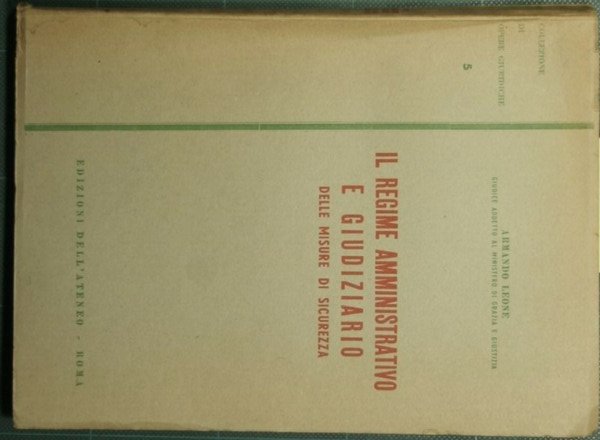 COLLEZIONE
DI
OPERE GIURIDICHE
5
ARMANDO LEONE
GIUDICE ADDETTO AL MINISTERO DI GRAZIA E GIUSTIZIA
IL REGIME AMMINISTRATIVO
E GIUDIZIARIO
DELLE MISURE DI SICUREZZA
EDIZIONI DELL'ATENEO - ROMA